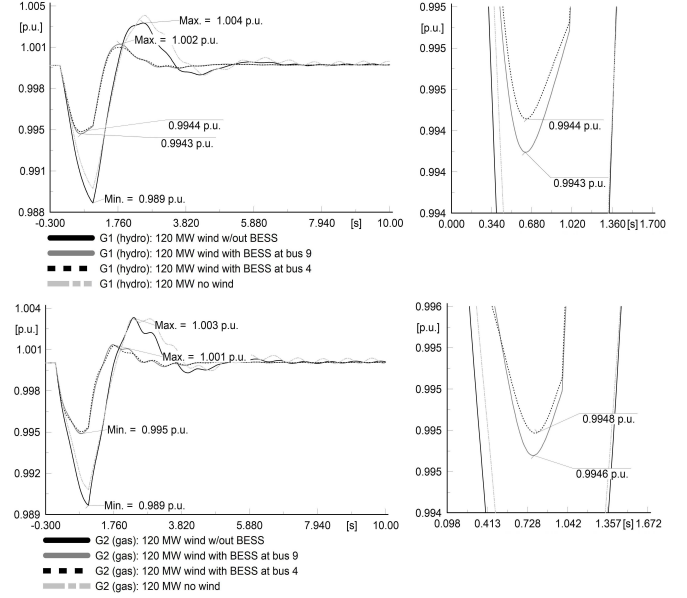 1.005
[p.u.]
1.001
0.998
0.995
0.991
0.988
Max. = 1.004 p.u.
Max. = 1.002 p.u.
0.9944 p.u.
0.9943 p.u.
Min. = 0.989 p.u.
-0.300 1.760 3.820 5.880 7.940 [s] 10.00
G1 (hydro): 120 MW wind w/out BESS
G1 (hydro): 120 MW wind with BESS at bus 9
G1 (hydro): 120 MW wind with BESS at bus 4
G1 (hydro): 120 MW no wind
0.995
[p.u.]
0.995
0.995
0.994
0.994
0.994
0.9944 p.u.
0.9943 p.u.
0.000 0.340 0.680 1.020 1.360 [s] 1.700
1.004
[p.u.]
1.001
0.998
0.995
0.992
0.989
Max. = 1.003 p.u.
Max. = 1.001 p.u.
Min. = 0.995 p.u.
Min. = 0.989 p.u.
-0.300 1.760 3.820 5.880 7.940 [s] 10.00
G2 (gas): 120 MW wind w/out BESS
G2 (gas): 120 MW wind with BESS at bus 9
G2 (gas): 120 MW wind with BESS at bus 4
G2 (gas): 120 MW no wind
0.996
[p.u.]
0.995
0.995
0.995
0.995
0.994
0.9948 p.u.
0.9946 p.u.
0.098 0.413 0.728 1.042 1.357 [s] 1.672